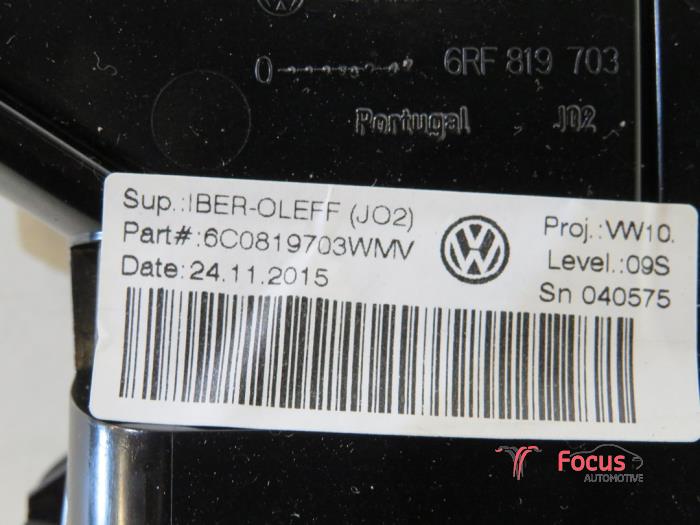 0 6RF 819 703
Portugal J02
Sup.:IBER-OLEFF (JO2)
Part#:6C0819703WMV
Date:24.11.2015
Proj.:VW10.
Level.:09S
Sn 040575
Focus
AUTOMOTIVE